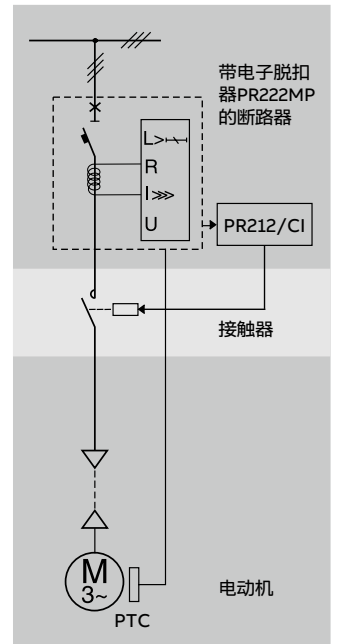 带电子脱扣
器PR222MP
的断路器
L>
R
I>>>
U
PR212/CI
接触器
M
3~
PTC
电动机